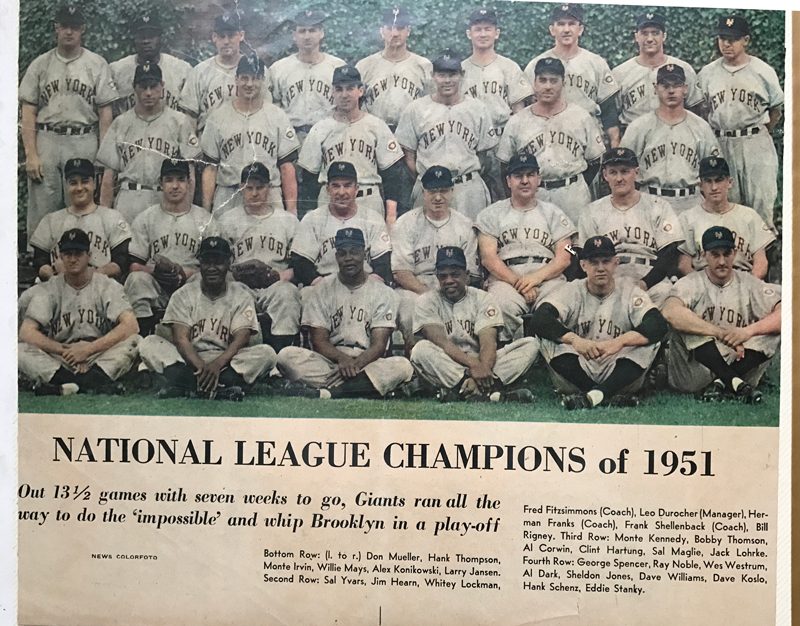 NATIONAL LEAGUE CHAMPIONS of 1951
Out 13½ games with seven weeks to go, Giants ran all the
way to do the ‘impossible’ and whip Brooklyn in a play-off
NEWS COLORFOTO
Bottom Row: (l. to r.) Don Mueller, Hank Thompson,
Monte Irvin, Willie Mays, Alex Konikowski, Larry Jansen.
Second Row: Sal Yvars, Jim Hearn, Whitey Lockman,
Fred Fitzsimmons (Coach), Leo Durocher (Manager), Her-
man Franks (Coach), Frank Shellenback (Coach), Bill
Rigney. Third Row: Monte Kennedy, Bobby Thomson,
Al Corwin, Clint Hartung, Sal Maglie, Jack Lohrke.
Fourth Row: George Spencer, Ray Noble, Wes Westrum,
Al Dark, Sheldon Jones, Dave Williams, Dave Koslo,
Hank Schenz, Eddie Stanky.